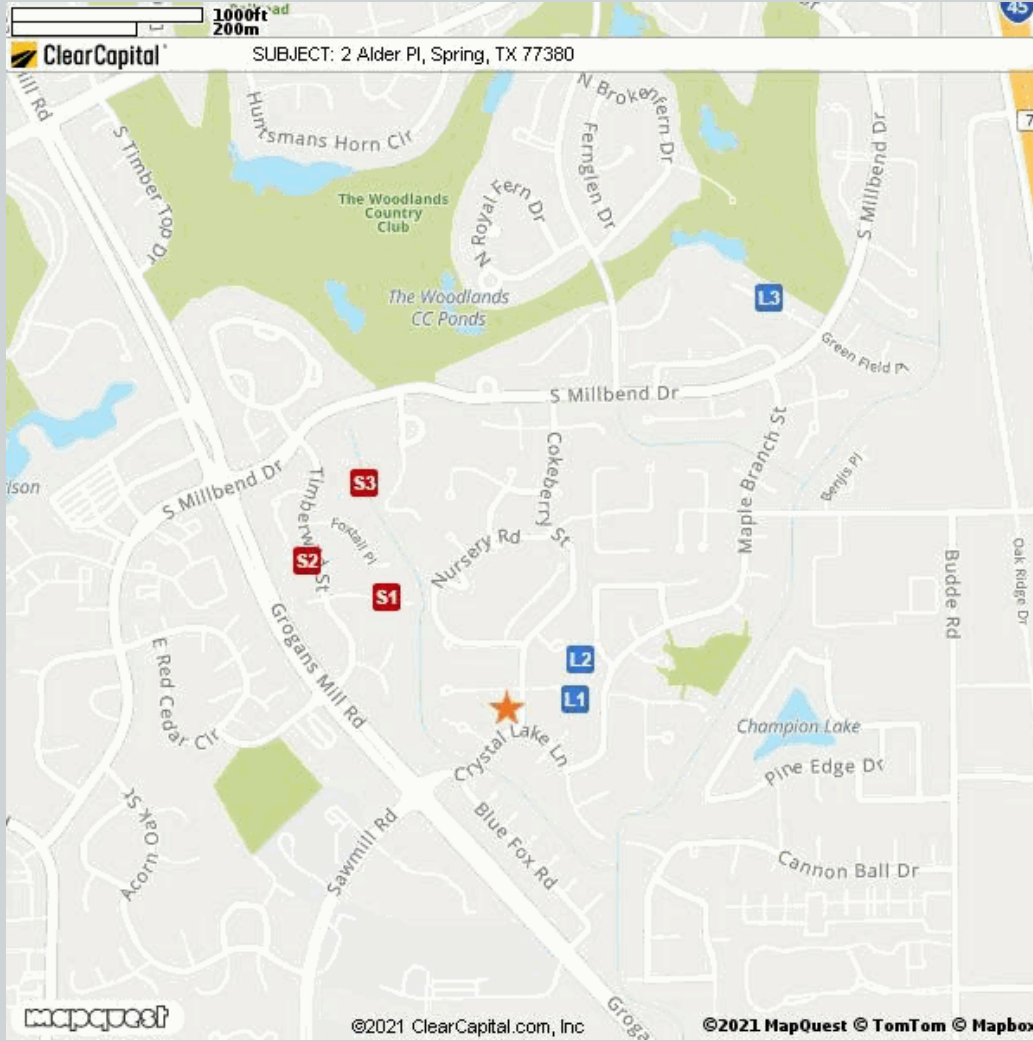 1000ft
200m
45
ClearCapital
SUBJECT: 2 Alder Pl, Spring, TX 77380
S Timber Top Dr
Huntsmans Horn Cir
N Brokenfern Dr
Fernglen Dr
N Royal Fern Dr
S Millbend Dr
7
The Woodlands
Country
Club
The Woodlands
CC Ponds
L3
Green Field Pl
S Millbend Dr
S Millbend Dr
Timberwild St
S3
Foxtail Pl
Cokeberry St
Maple Branch St
Benjis Pl
Nursery Rd
S2
S1
Budde Rd
Oak Ridge Dr
Grogans Mill Rd
E Red Cedar Cir
L2
L1
Crystal Lake Ln
Champion Lake
Pine Edge Dr
Acorn Oak St
Sawmill Rd
Blue Fox Rd
Cannon Ball Dr
mapquest
©2021 ClearCapital.com, Inc
©2021 MapQuest © TomTom © Mapbox